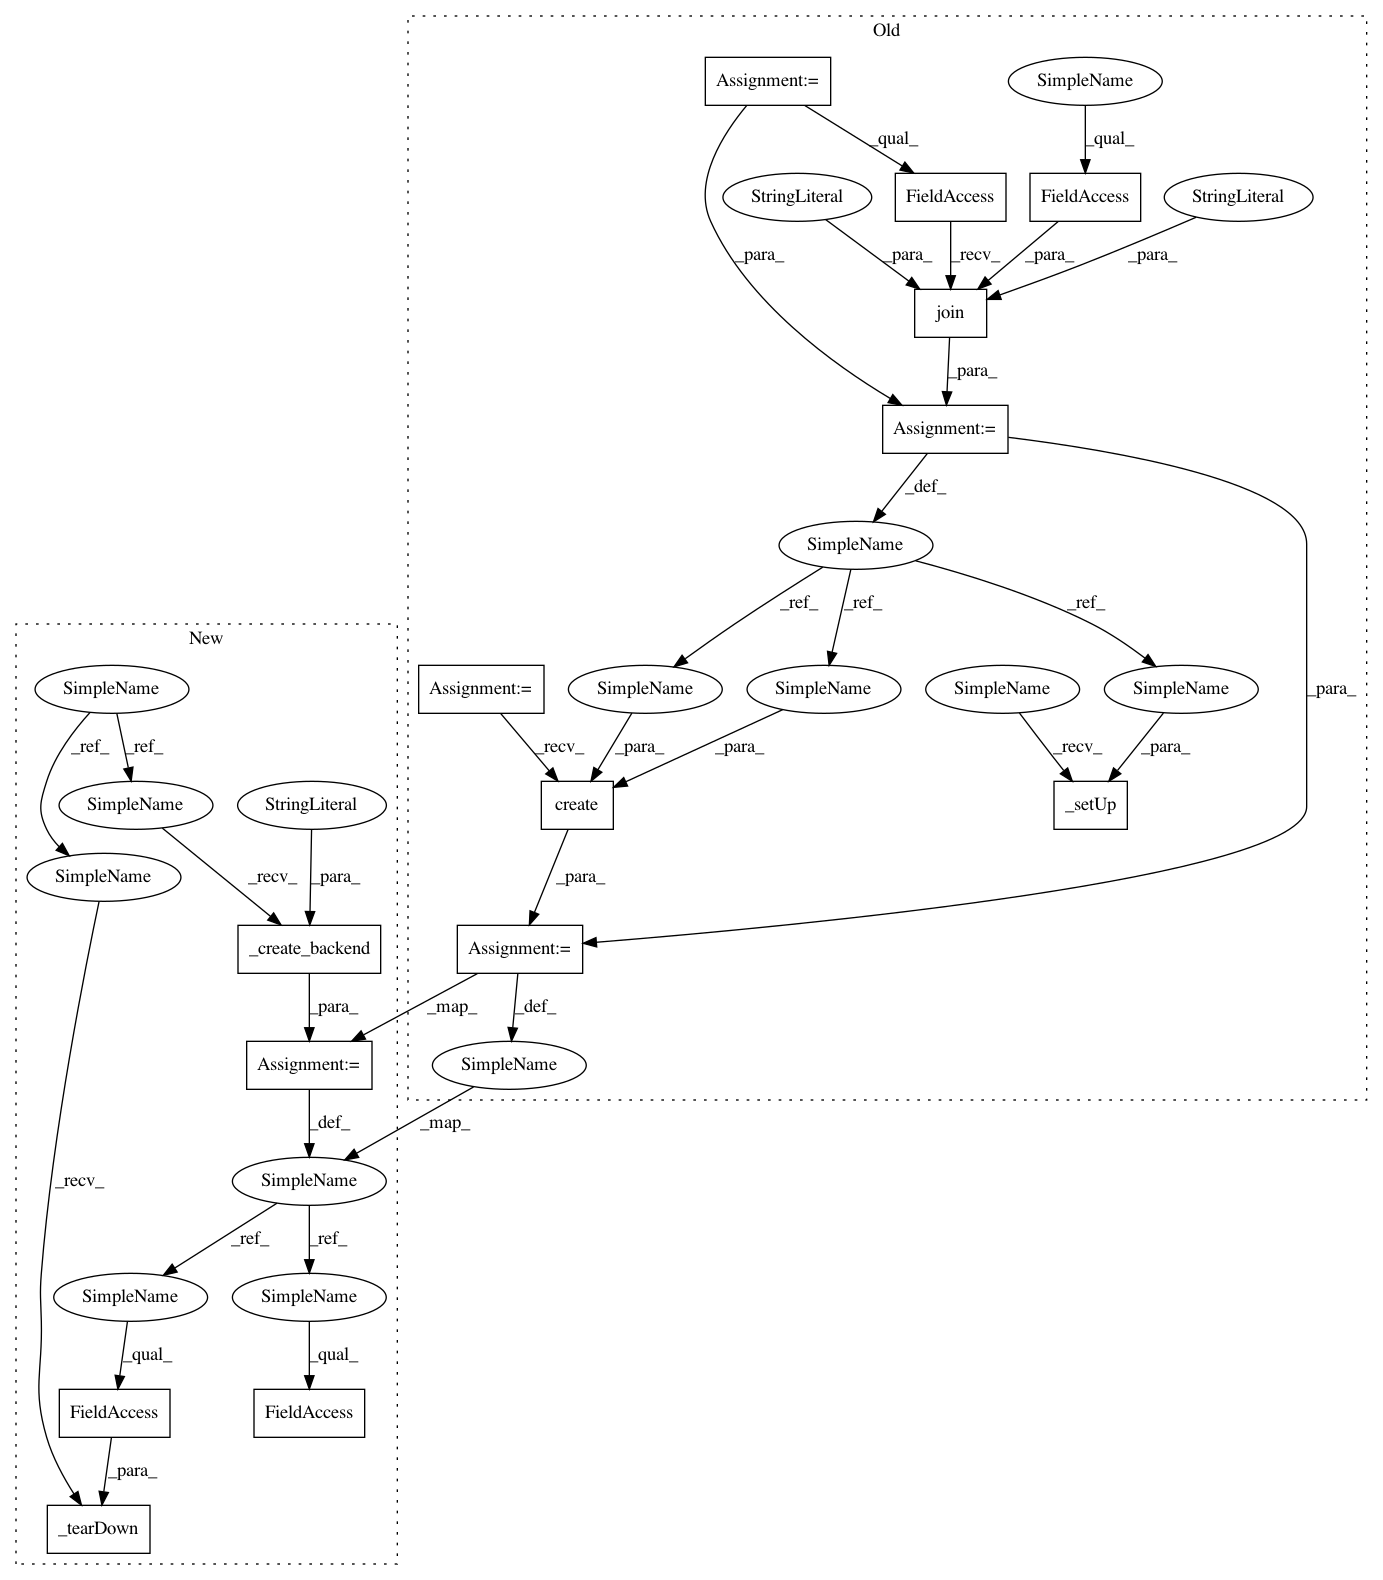 Old
Assignment:=
SimpleName
_qual_
_qual_
StringLiteral
FieldAccess
FieldAccess
StringLiteral
_para_
_para_
_recv_
_para_
_para_
join
_para_
Assignment:=
_def_
SimpleName
_ref_
_ref_
_ref_
New
Assignment:=
SimpleName
SimpleName
SimpleName
SimpleName
_para_
SimpleName
_ref_
_ref_
_recv_
_para_
_para_
_recv_
_para_
SimpleName
StringLiteral
create
_setUp
SimpleName
_recv_
_para_
_para_
_create_backend
Assignment:=
_para_
_map_
_def_
Assignment:=
SimpleName
_def_
_map_
_recv_
SimpleName
_ref_
_ref_
SimpleName
SimpleName
_qual_
_qual_
FieldAccess
FieldAccess
_para_
_tearDown